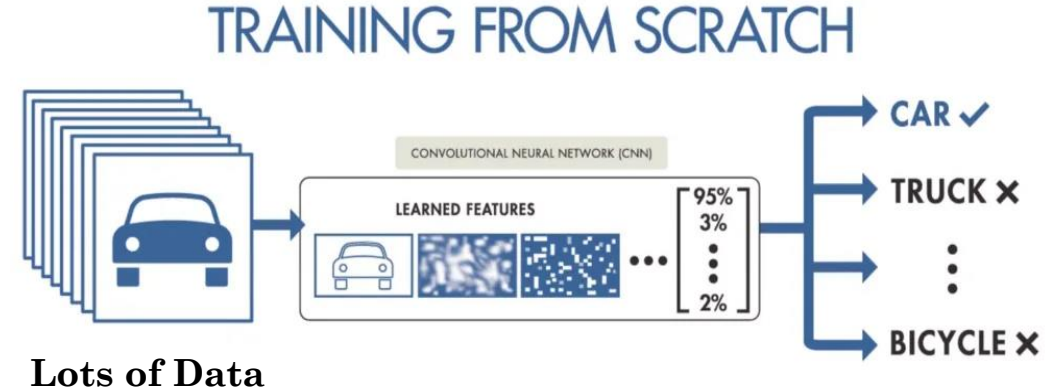 TRAINING FROM SCRATCH
CONVOLUTIONAL NEURAL NETWORK (CNN)
LEARNED FEATURES
95%
3%
2%
CAR ✓
TRUCK ✕
BICYCLE ✕
Lots of Data